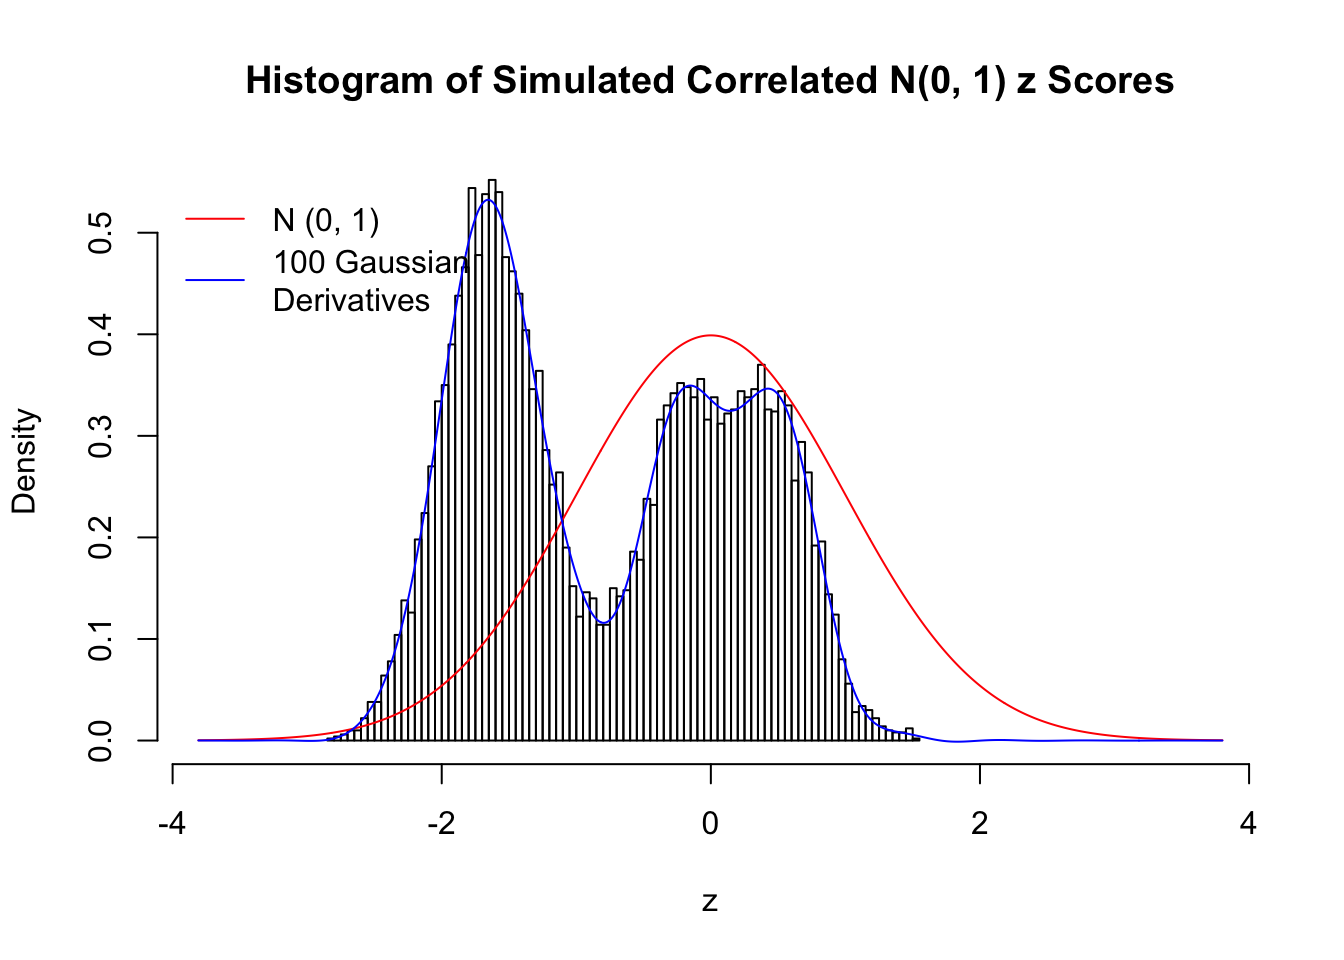 Histogram of Simulated Correlated N(0, 1) z Scores
N (0, 1)
100 Gaussian
Derivatives
Density
0.5
0.4
0.3
0.2
0.1
0.0
-4 -2 0 2 4
z